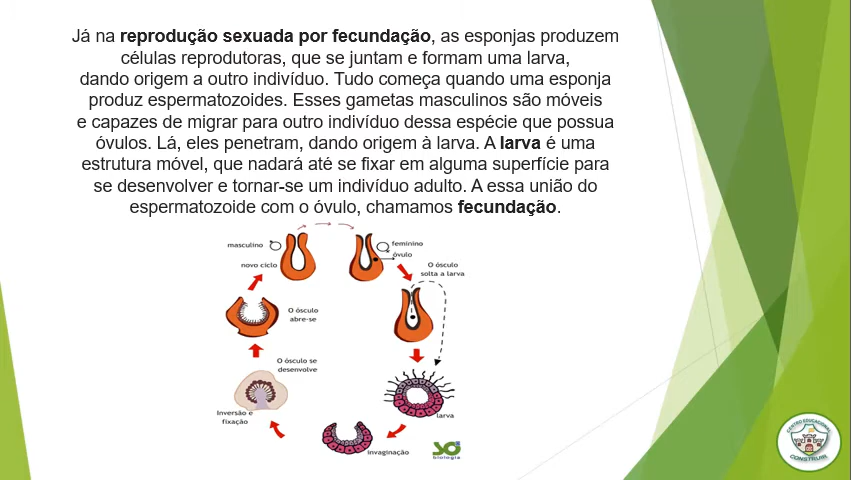 Já na reprodução sexuada por fecundação, as esponjas produzem
células reprodutoras, que se juntam e formam uma larva,
dando origem a outro indivíduo. Tudo começa quando uma esponja
produz espermatozoides. Esses gametas masculinos são móveis
e capazes de migrar para outro indivíduo dessa espécie que possua
óvulos. Lá, eles penetram, dando origem à larva. A larva é uma
estrutura móvel, que nadará até se fixar em alguma superfície para
se desenvolver e tornar-se um indivíduo adulto. A essa união do
espermatozoide com o óvulo, chamamos fecundação.
masculino
feminino
óvulo
novo ciclo
O ósculo
solta a larva
O ósculo
abre-se
O ósculo se
desenvolve
larva
Inversão e
fixação
invaginação
só
biologia
CENTRO EDUCACIONAL
CONSTRUIR